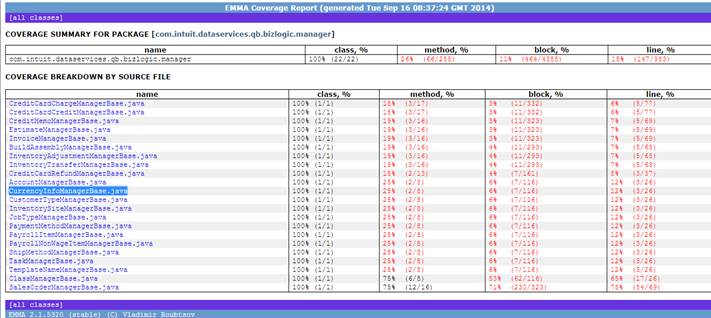 EMMA Coverage Report (generated Tue Sep 16 08:37:24 GMT 2014)
[all classes]
COVERAGE SUMMARY FOR PACKAGE [com.intuit.dataservices.qb.bizlogic.manager]
name class, % method, % block, % line, %
com.intuit.dataservices.qb.bizlogic.manager 100% (22/22) 26% (66/258) 11% (464/4388) 15% (147/983)
COVERAGE BREAKDOWN BY SOURCE FILE
name class, % method, % block, % line, %
CreditCardChargeManagerBase.java 100% (1/1) 18% (3/17) 3% (11/332) 6% (5/77)
CreditCardCreditManagerBase.java 100% (1/1) 18% (3/17) 3% (11/332) 6% (5/77)
CreditMemoManagerBase.java 100% (1/1) 19% (3/16) 3% (11/323) 7% (5/69)
EstimateManagerBase.java 100% (1/1) 19% (3/16) 3% (11/323) 7% (5/69)
InvoiceManagerBase.java 100% (1/1) 19% (3/16) 3% (11/323) 7% (5/69)
BuildAssemblyManagerBase.java 100% (1/1) 19% (3/16) 4% (11/293) 7% (5/68)
InventoryAdjustmentManagerBase.java 100% (1/1) 19% (3/16) 4% (11/293) 7% (5/68)
InventoryTransferManagerBase.java 100% (1/1) 19% (3/16) 4% (11/293) 7% (5/68)
CreditCardRefundManagerBase.java 100% (1/1) 15% (2/13) 4% (7/161) 8% (3/37)
AccountManagerBase.java 100% (1/1) 25% (2/8) 6% (7/116) 12% (3/26)
CurrencyInfoManagerBase.java 100% (1/1) 25% (2/8) 6% (7/116) 12% (3/26)
CustomerTypeManagerBase.java 100% (1/1) 25% (2/8) 6% (7/116) 12% (3/26)
InventorySiteManagerBase.java 100% (1/1) 25% (2/8) 6% (7/116) 12% (3/26)
JobTypeManagerBase.java 100% (1/1) 25% (2/8) 6% (7/116) 12% (3/26)
PaymentMethodManagerBase.java 100% (1/1) 25% (2/8) 6% (7/116) 12% (3/26)
PayrollItemManagerBase.java 100% (1/1) 25% (2/8) 6% (7/116) 12% (3/26)
PayrollNonWageItemManagerBase.java 100% (1/1) 25% (2/8) 6% (7/116) 12% (3/26)
ShipMethodManagerBase.java 100% (1/1) 25% (2/8) 6% (7/116) 12% (3/26)
TaskManagerBase.java 100% (1/1) 25% (2/8) 6% (7/116) 12% (3/26)
TemplateNameManagerBase.java 100% (1/1) 25% (2/8) 6% (7/116) 12% (3/26)
ClassManagerBase.java 100% (1/1) 75% (6/8) 53% (62/116) 65% (17/26)
SalesOrderManagerBase.java 100% (1/1) 75% (12/16) 71% (230/323) 78% (54/69)
[all classes]
EMMA 2.1.5320 (stable) (C) Vladimir Roubtsov